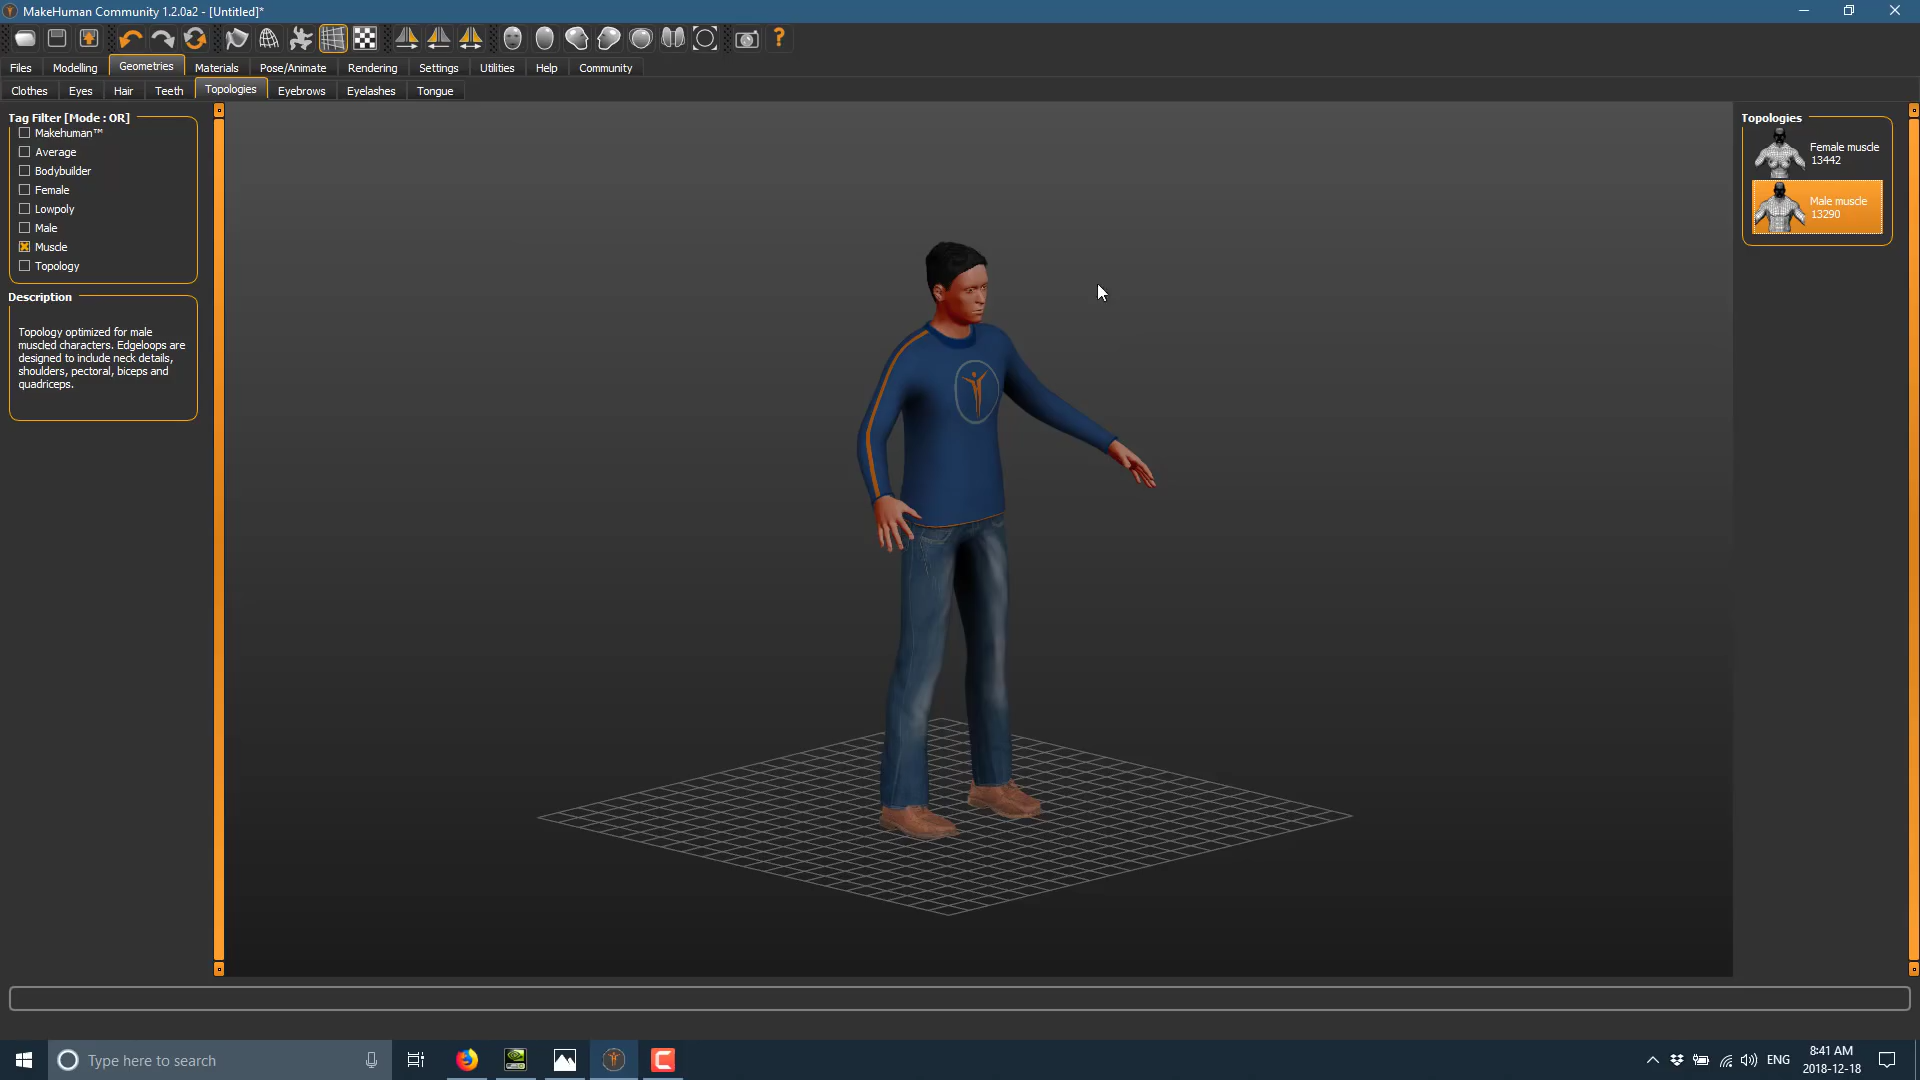 MakeHuman Community 1.2.0a2 - [Untitled]*
Files Modelling Geometries Materials Pose/Animate Rendering Settings Utilities Help Community
Clothes Eyes Hair Teeth Topologies Eyebrows Eyelashes Tongue
Tag Filter [Mode : OR]
Makehuman™
Average
Bodybuilder
Female
Lowpoly
Male
Muscle
Topology
Description
Topology optimized for male
muscled characters. Edgeloops are
designed to include neck details,
shoulders, pectoral, biceps and
quadriceps.
Topologies
Female muscle
13442
Male muscle
13290
Type here to search
ENG
8:41 AM
2018-12-18